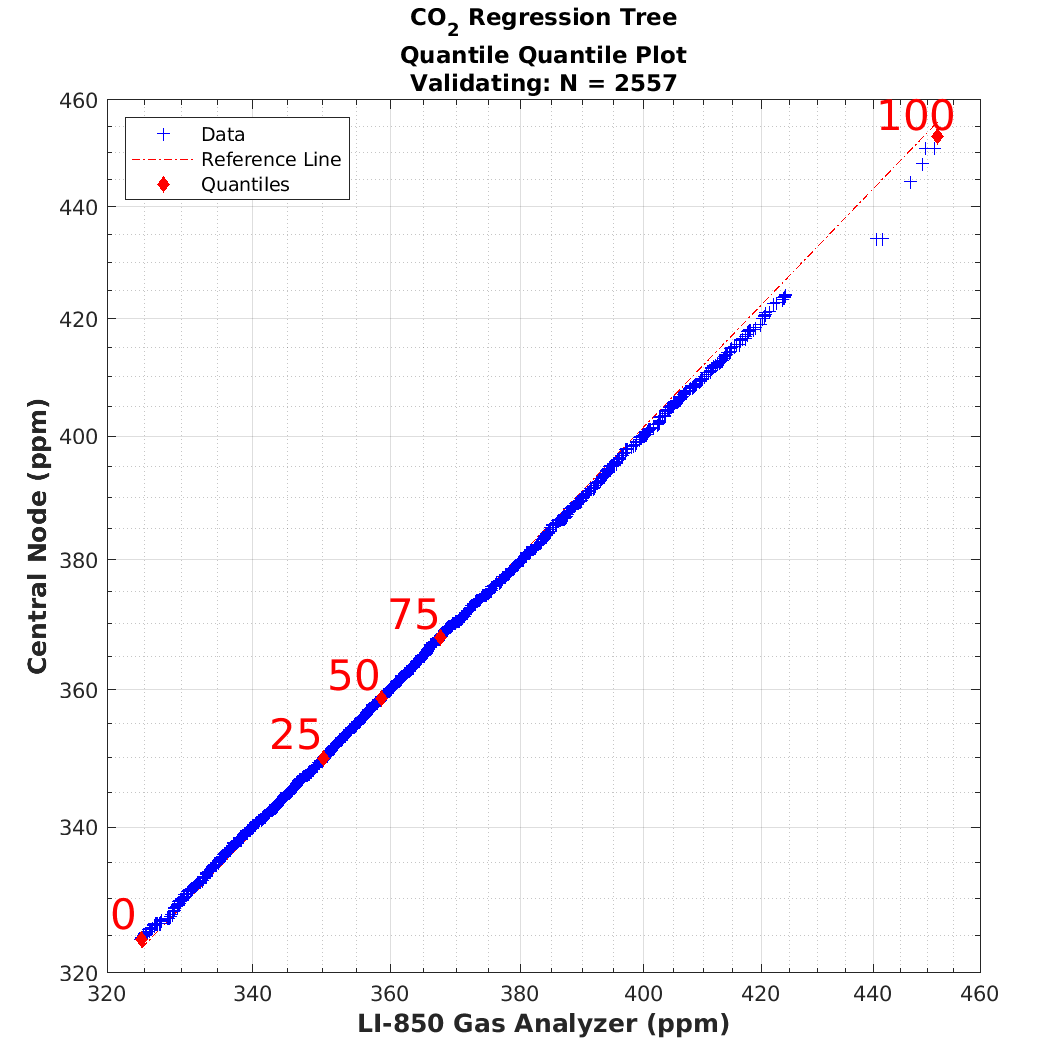 CO2 Regression Tree
Quantile Quantile Plot
Validating: N = 2557
460
440
420
400
380
360
340
320
320
340
360
380
400
420
440
460
Data
Reference Line
Quantiles
100
75
50
25
0
Central Node (ppm)
LI-850 Gas Analyzer (ppm)